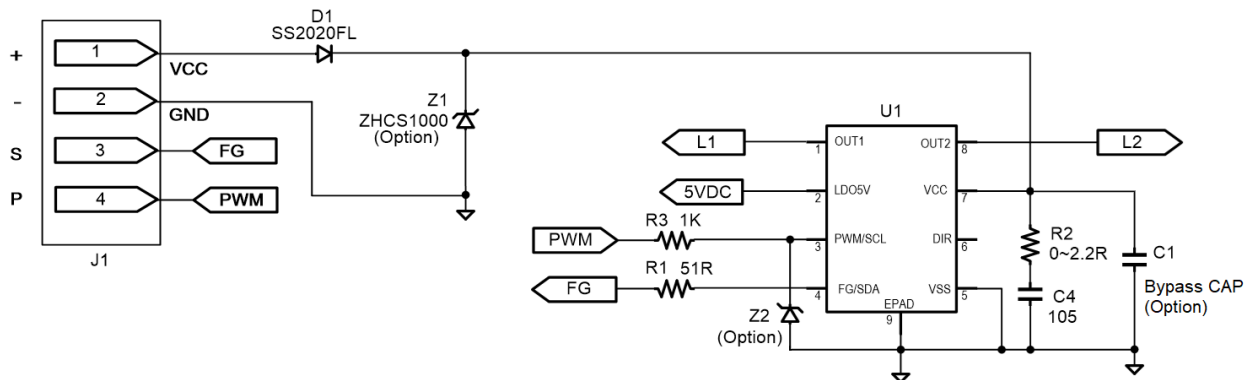 D1
SS2020FL
+
1
VCC
-
2
GND
Z1
ZHCS1000
(Option)
S
3
FG
P
4
PWM
J1
U1
L1
1
OUT1
OUT2
8
L2
5VDC
2
LDO5V
VCC
7
R3 1K
PWM
3
PWM/SCL
DIR
6
R2
0~2.2R
C1
Bypass CAP
(Option)
R1 51R
FG
4
FG/SDA
VSS
5
C4
105
Z2
(Option)
EPAD
9